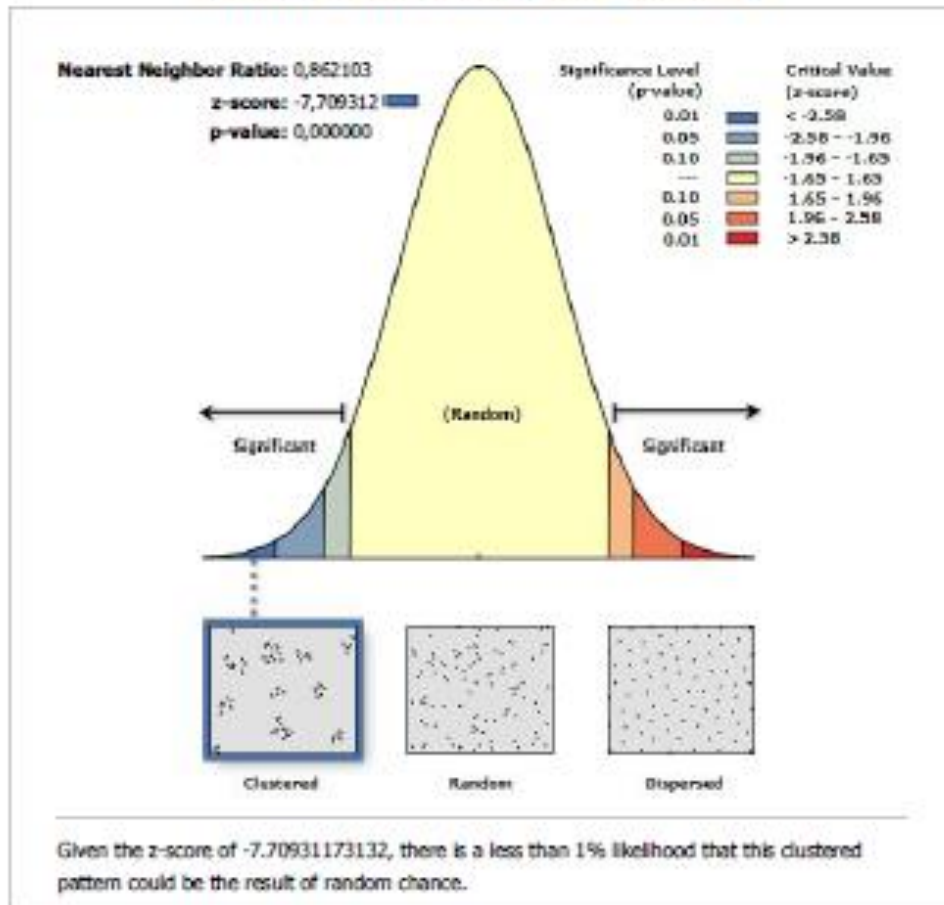 Nearest Neighbor Ratio: 0,862103
z-score: -7,709312
p-value: 0,000000
Significance Level Critical Value
(p-value) (z-score)
0.01 < -2.58
0.05 -2.58 – -1.96
0.10 -1.96 – -1.65
--- -1.65 – 1.65
0.10 1.65 – 1.96
0.05 1.96 – 2.58
0.01 > 2.58
(Random)
Significant Significant
Clustered Random Dispersed
Given the z-score of -7.70931173132, there is a less than 1% likelihood that this clustered
pattern could be the result of random chance.